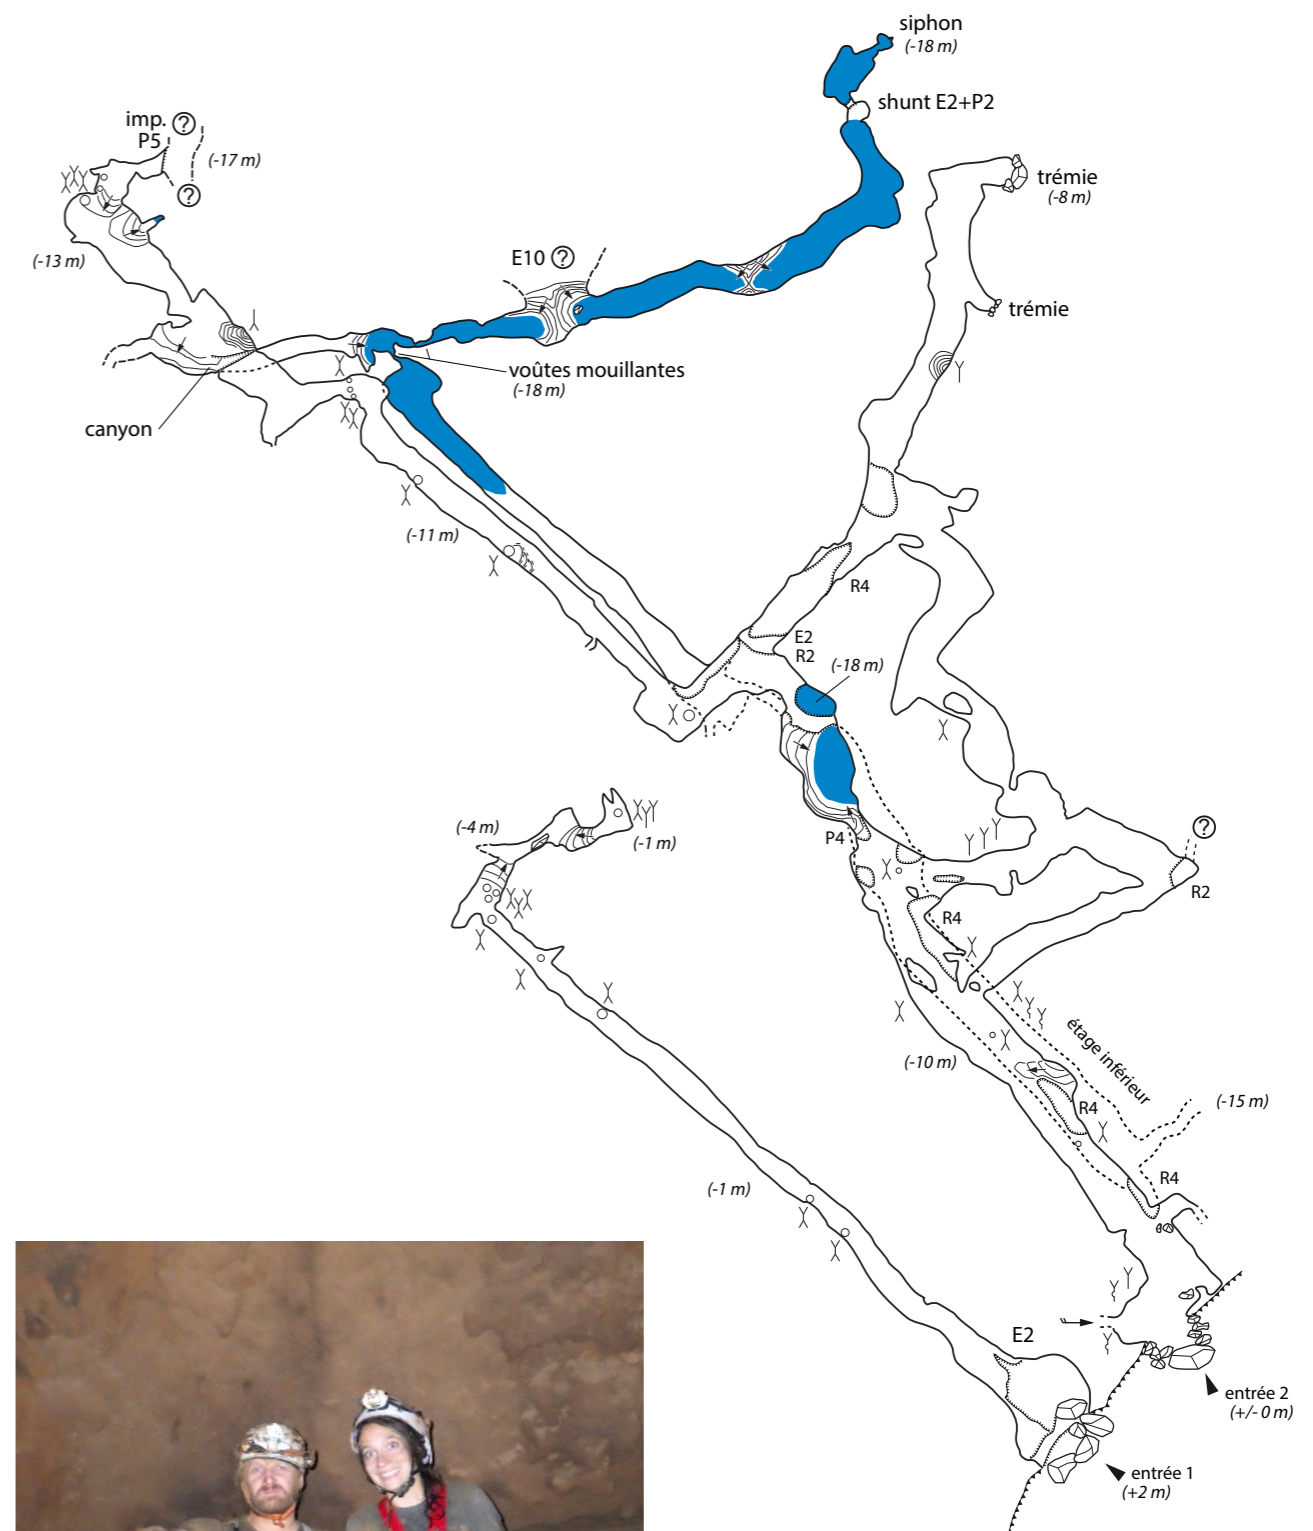 siphon
(-18 m)
shunt E2+P2
imp. ?
P5
(-17 m)
?
trémie
(-8 m)
(-13 m)
E10 ?
trémie
voûtes mouillantes
(-18 m)
canyon
(-11 m)
R4
E2
R2
(-18 m)
(-4 m)
(-1 m)
P4
?
R2
R4
étage inférieur
(-10 m)
R4
(-15 m)
R4
(-1 m)
E2
entrée 2
(+/- 0 m)
entrée 1
(+2 m)